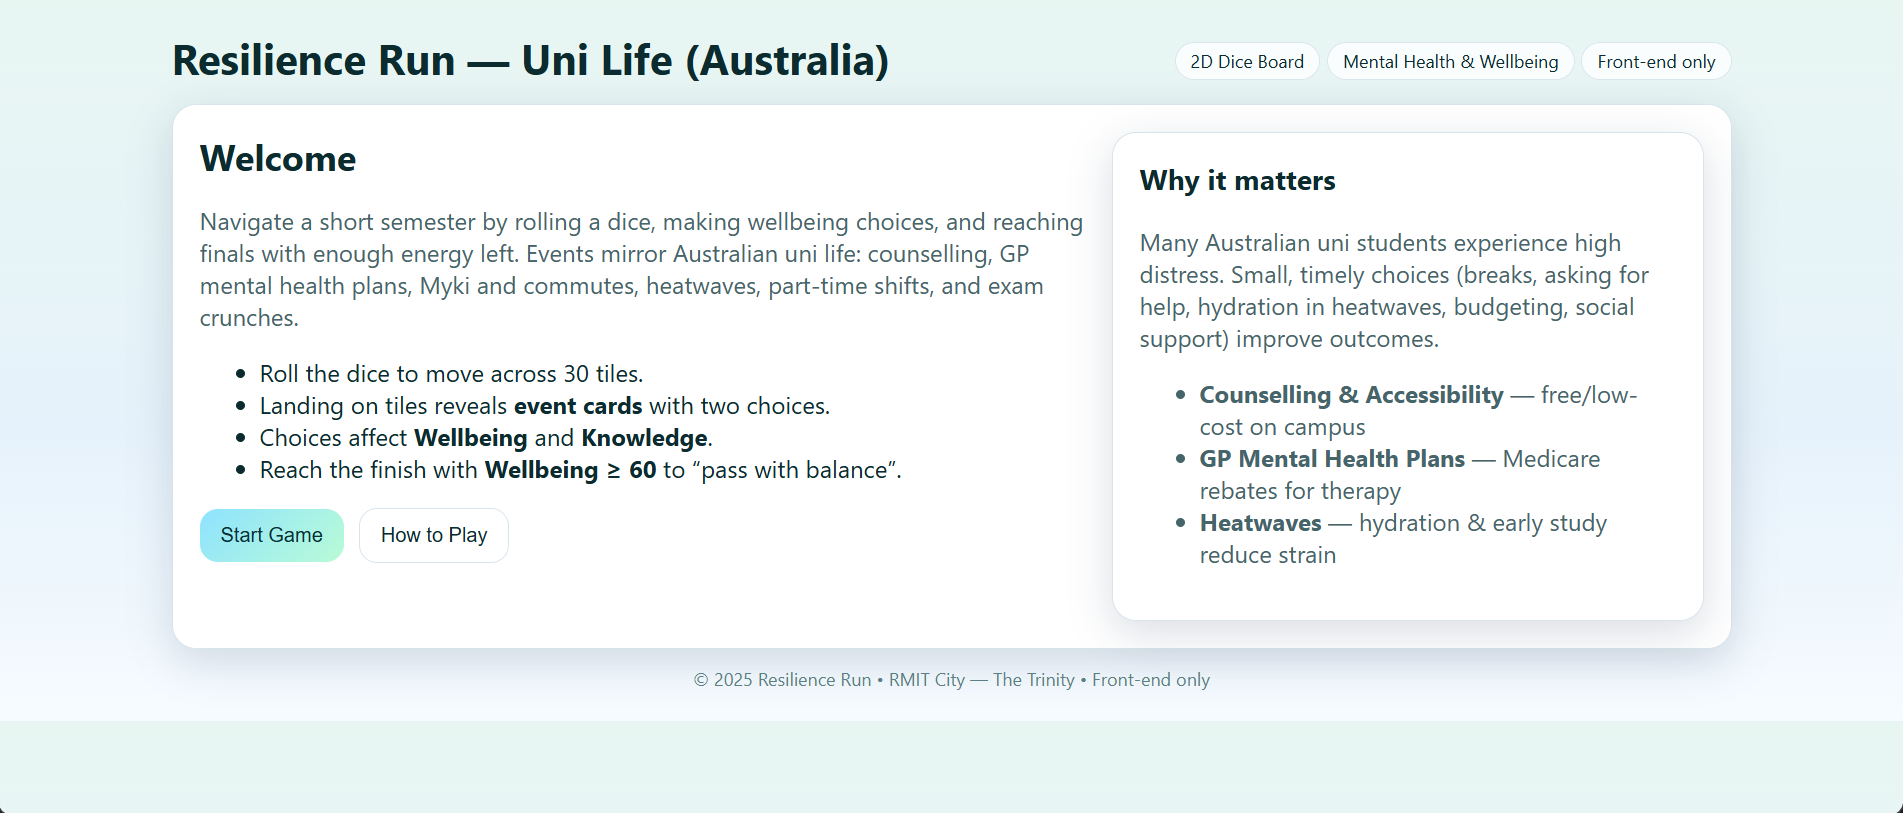 Resilience Run — Uni Life (Australia)
2D Dice Board
Mental Health & Wellbeing
Front-end only
Welcome
Navigate a short semester by rolling a dice, making wellbeing choices, and reaching
finals with enough energy left. Events mirror Australian uni life: counselling, GP
mental health plans, Myki and commutes, heatwaves, part-time shifts, and exam
crunches.
• Roll the dice to move across 30 tiles.
• Landing on tiles reveals event cards with two choices.
• Choices affect Wellbeing and Knowledge.
• Reach the finish with Wellbeing ≥ 60 to “pass with balance”.
Start Game
How to Play
Why it matters
Many Australian uni students experience high
distress. Small, timely choices (breaks, asking for
help, hydration in heatwaves, budgeting, social
support) improve outcomes.
• Counselling & Accessibility — free/low-
cost on campus
• GP Mental Health Plans — Medicare
rebates for therapy
• Heatwaves — hydration & early study
reduce strain
© 2025 Resilience Run • RMIT City — The Trinity • Front-end only